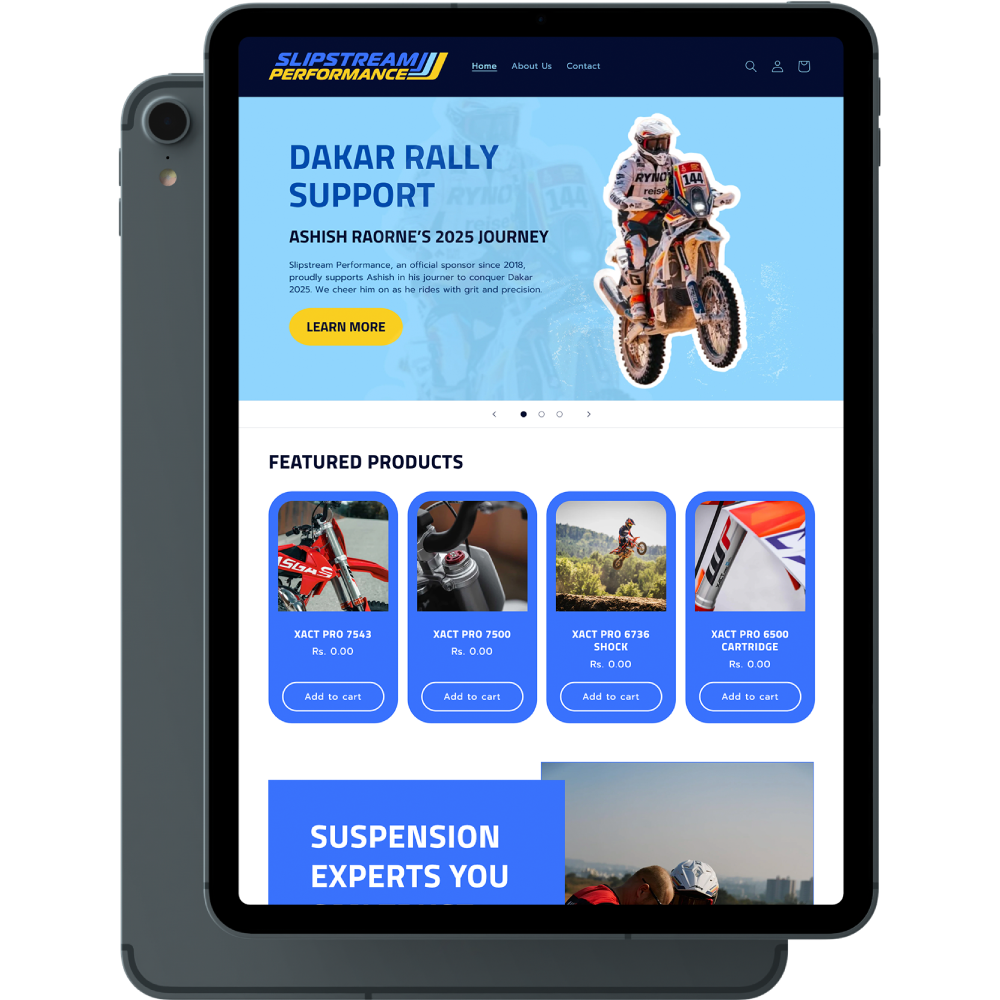 SLIPSTREAM
PERFORMANCE
Home About Us Contact
DAKAR RALLY
SUPPORT
ASHISH RAORNE'S 2025 JOURNEY
Slipstream Performance, an official sponsor since 2018,
proudly supports Ashish in his journer to conquer Dakar
2025. We cheer him on as he rides with grit and precision.
LEARN MORE
RYNO
reise
144
FEATURED PRODUCTS
XACT PRO 7543
Rs. 0.00
Add to cart
XACT PRO 7500
Rs. 0.00
Add to cart
XACT PRO 6736
SHOCK
Rs. 0.00
Add to cart
XACT PRO 6500
CARTRIDGE
Rs. 0.00
Add to cart
SUSPENSION
EXPERTS YOU